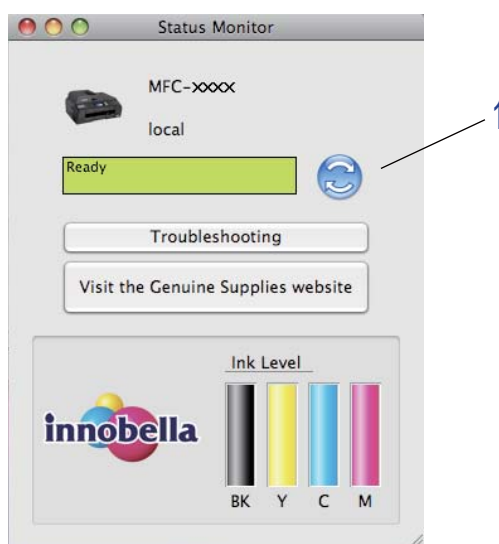 Status Monitor
MFC-xxxx
local
Ready
1
Troubleshooting
Visit the Genuine Supplies website
Ink Level
innobella
BK Y C M